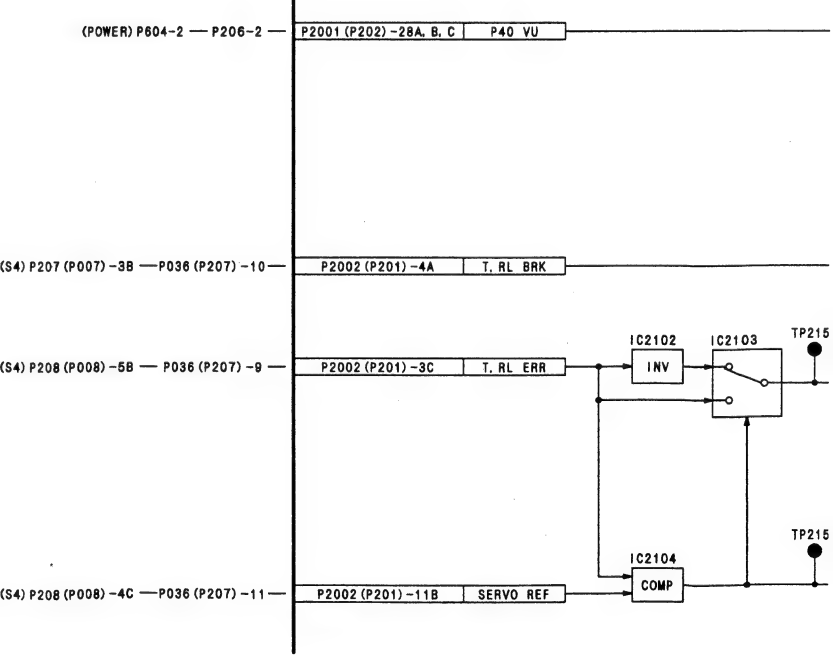 (POWER) P604-2 — P206-2 — P2001 (P202) -28A, B, C P40 VU
(S4) P207 (P007) -3B — P036 (P207) -10 — P2002 (P201) -4A T. RL BRK
TP215
IC2102 IC2103
(S4) P208 (P008) -5B — P036 (P207) -9 — P2002 (P201) -3C T. RL ERR INV
TP215
IC2104
COMP
(S4) P208 (P008) -4C — P036 (P207) -11 — P2002 (P201) -11B SERVO REF